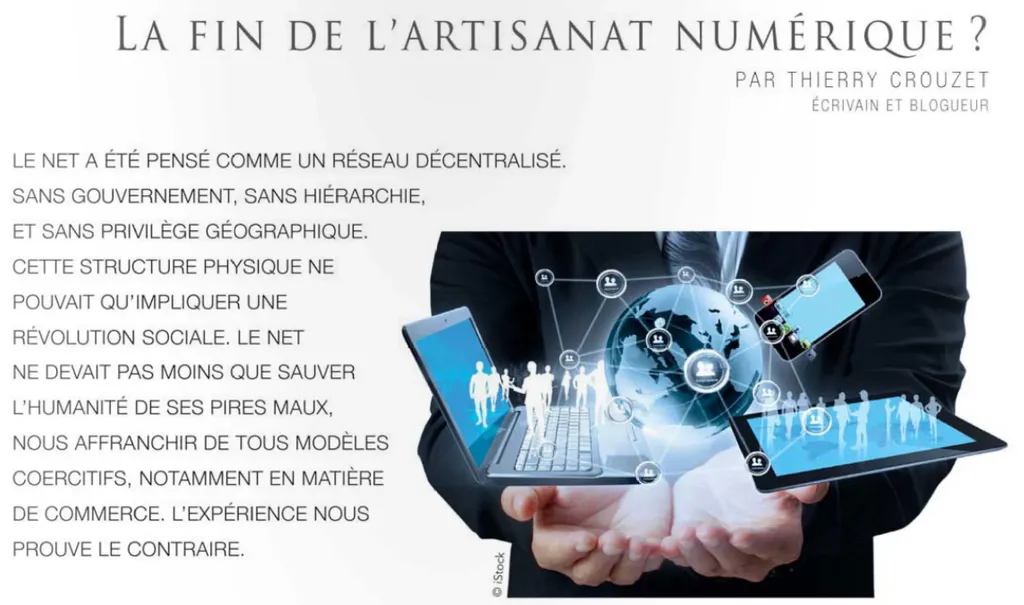 LA FIN DE L'ARTISANAT NUMÉRIQUE ?
PAR THIERRY CROUZET
ÉCRIVAIN ET BLOGUEUR
LE NET A ÉTÉ PENSÉ COMME UN RÉSEAU DÉCENTRALISÉ.
SANS GOUVERNEMENT, SANS HIÉRARCHIE,
ET SANS PRIVILÈGE GÉOGRAPHIQUE.
CETTE STRUCTURE PHYSIQUE NE
POUVAIT QU'IMPLIQUER UNE
RÉVOLUTION SOCIALE. LE NET
NE DEVAIT PAS MOINS QUE SAUVER
L'HUMANITÉ DE SES PIRES MAUX,
NOUS AFFRANCHIR DE TOUS MODÈLES
COERCITIFS, NOTAMMENT EN MATIÈRE
DE COMMERCE. L'EXPÉRIENCE NOUS
PROUVE LE CONTRAIRE.
© iStock